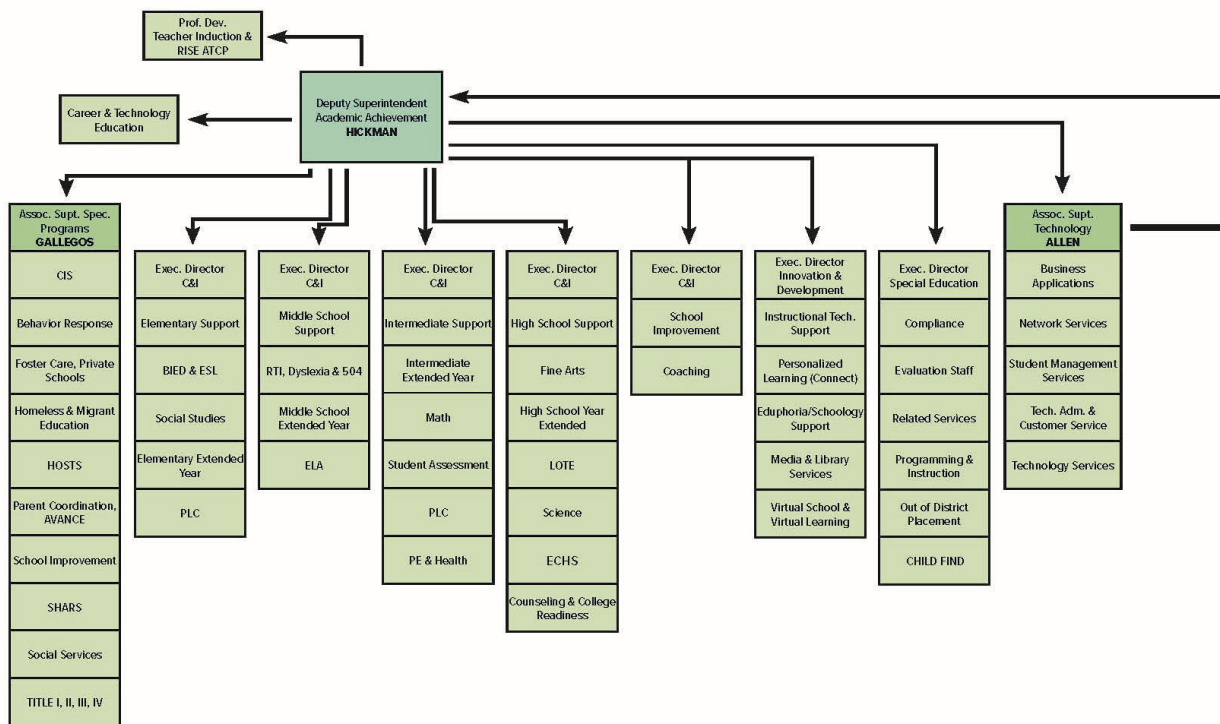 Prof. Dev.
Teacher Induction &
RISE ATCP
Career & Technology
Education
Deputy Superintendent
Academic Achievement
HICKMAN
Assoc. Supt. Spec.
Programs
GALLEGOS
CIS
Behavior Response
Foster Care, Private
Schools
Homeless & Migrant
Education
HOSTS
Parent Coordination,
AVANCE
School Improvement
SHARS
Social Services
TITLE I, II, III, IV
Exec. Director
C&I
Elementary Support
BIED & ESL
Social Studies
Elementary Extended
Year
PLC
Exec. Director
C&I
Middle School
Support
RTI, Dyslexia & 504
Middle School
Extended Year
ELA
Exec. Director
C&I
Intermediate Support
Intermediate
Extended Year
Math
Student Assessment
PLC
PE & Health
Exec. Director
C&I
High School Support
Fine Arts
High School Year
Extended
LOTE
Science
ECHS
Counseling & College
Readiness
Exec. Director
C&I
School
Improvement
Coaching
Exec. Director
Innovation &
Development
Instructional Tech.
Support
Personalized
Learning (Connect)
Eduphoria/Schoology
Support
Media & Library
Services
Virtual School &
Virtual Learning
Exec. Director
Special Education
Compliance
Evaluation Staff
Related Services
Programming &
Instruction
Out of District
Placement
CHILD FIND
Assoc. Supt.
Technology
ALLEN
Business
Applications
Network Services
Student Management
Services
Tech. Adm. &
Customer Service
Technology Services